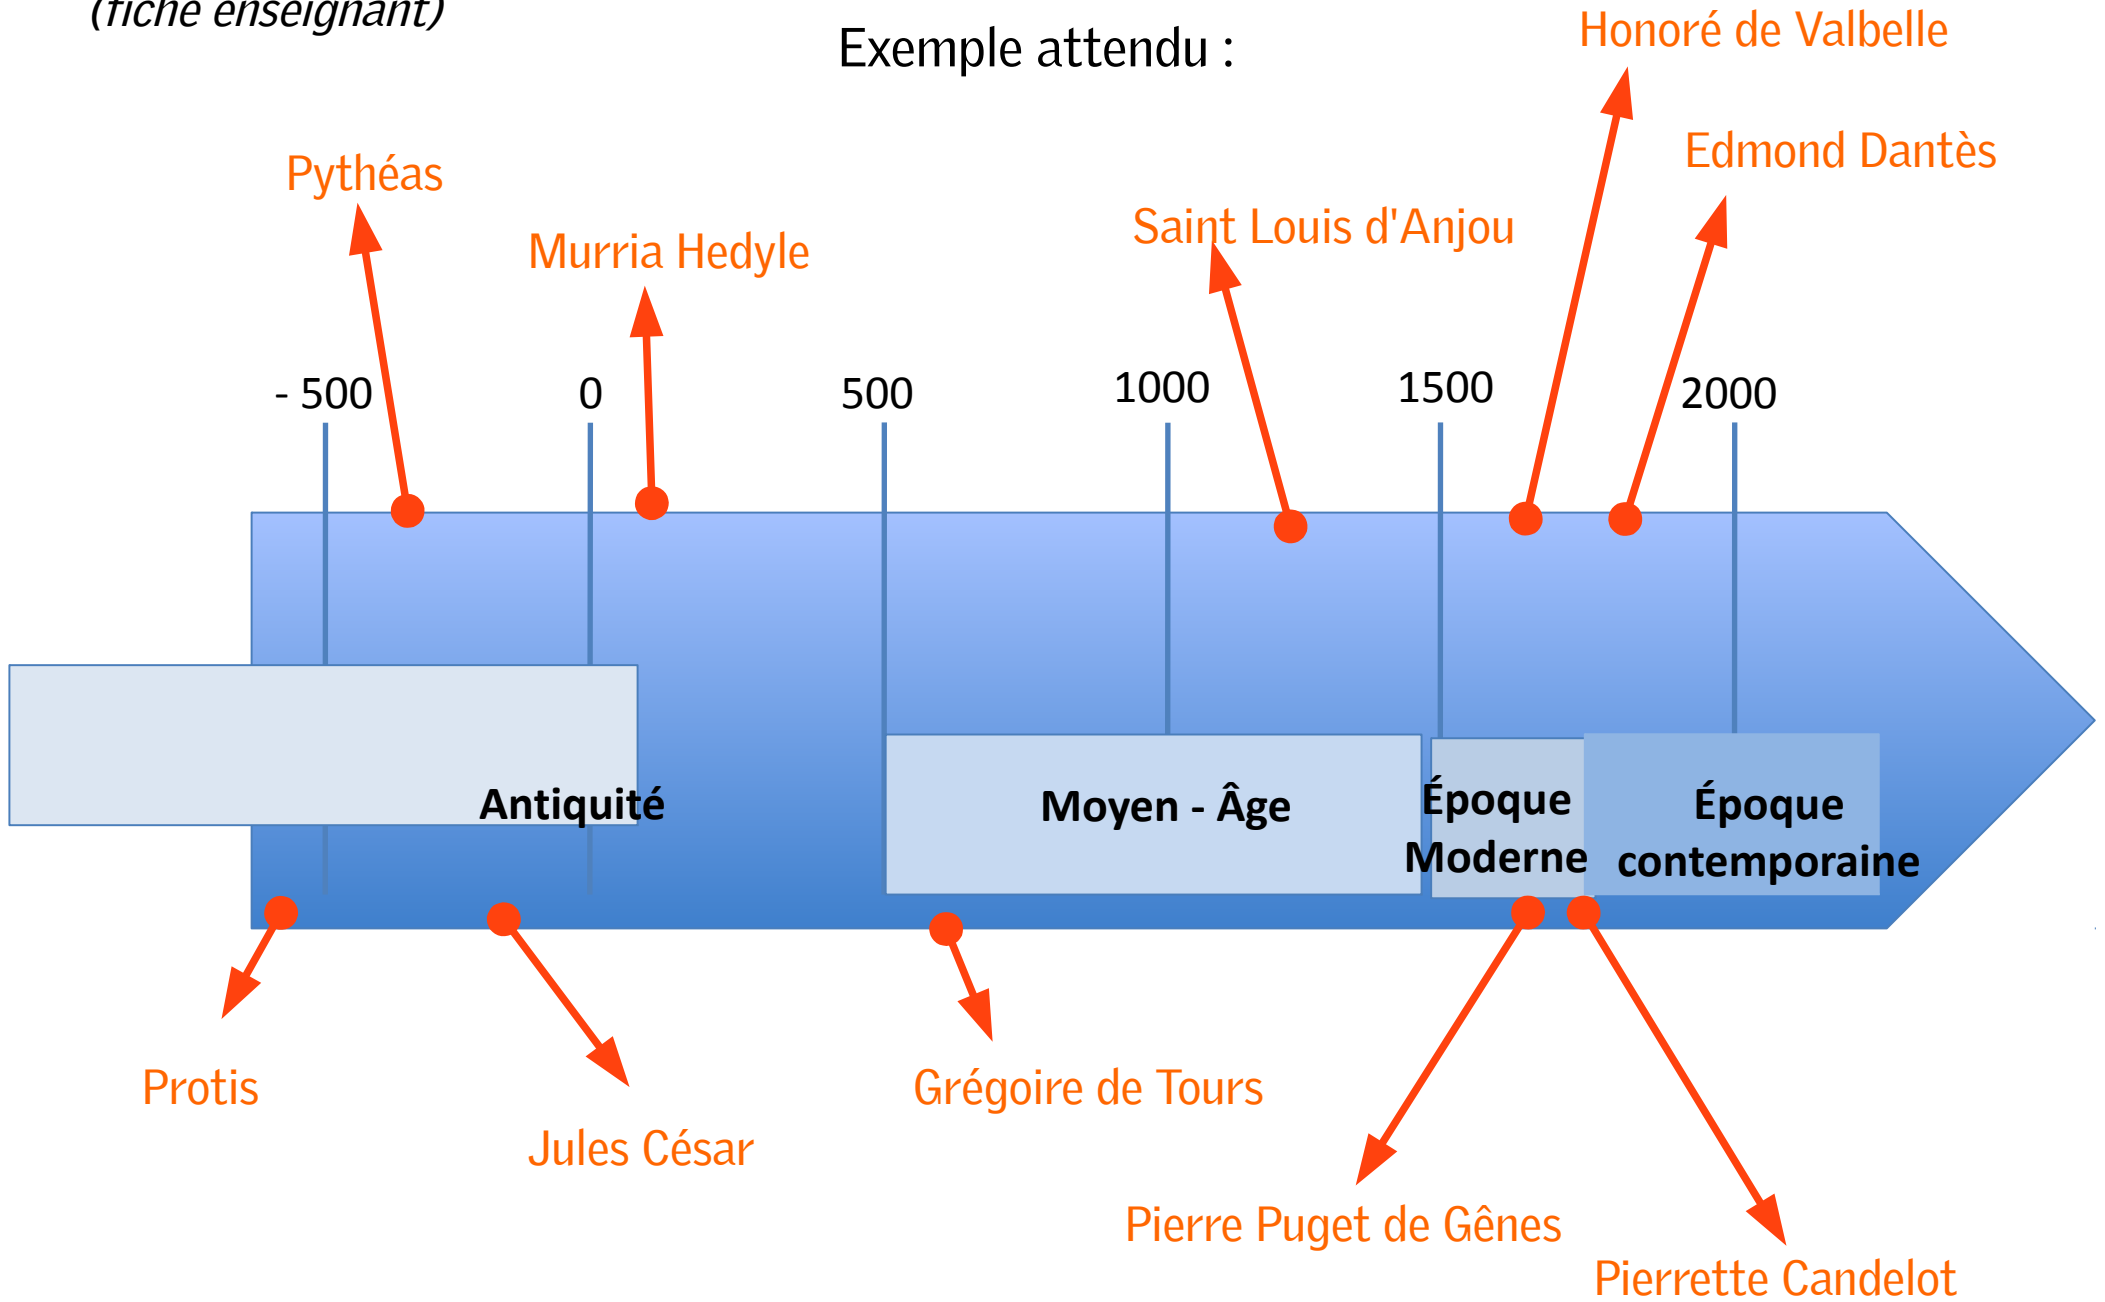 (fiche enseignant)
Exemple attendu :
Honoré de Valbelle
Edmond Dantès
Pythéas
Murria Hedyle
Saint Louis d'Anjou
- 500
0
500
1000
1500
2000
Antiquité
Moyen - Âge
Époque
Moderne
Époque
contemporaine
Protis
Jules César
Grégoire de Tours
Pierre Puget de Gênes
Pierrette Candelot